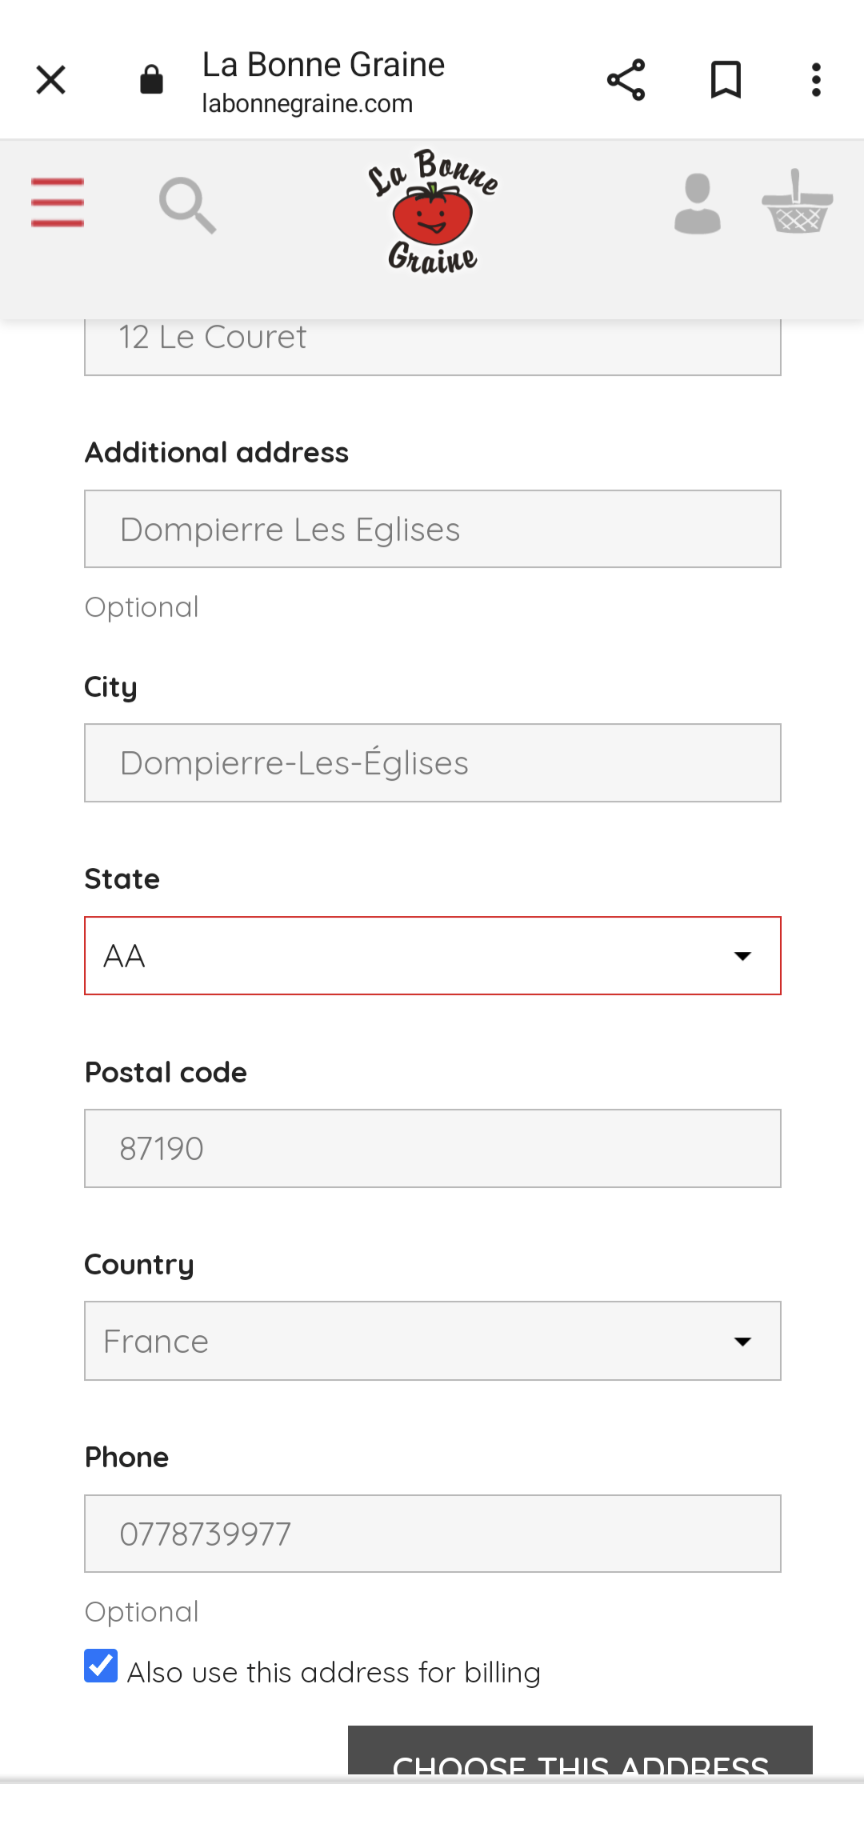 La Bonne Graine
labonnegraine.com
La Bonne
Graine
12 Le Couret
Additional address
Dompierre Les Eglises
Optional
City
Dompierre-Les-Églises
State
AA
Postal code
87190
Country
France
Phone
0778739977
Optional
Also use this address for billing
CHOOSE THIS ADDRESS